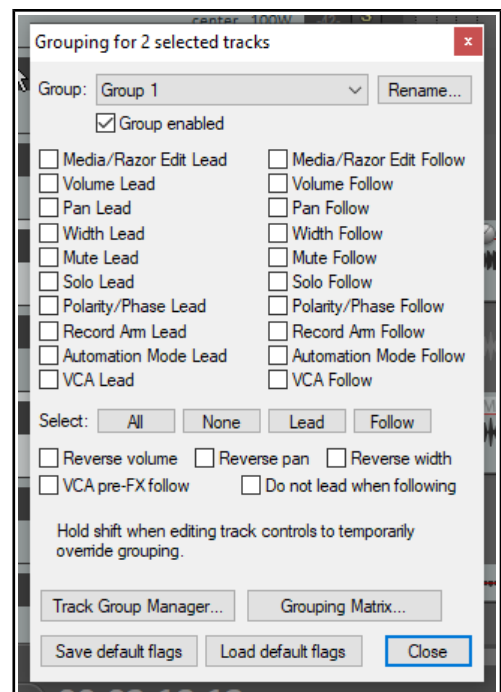 center 100W -32- S
Grouping for 2 selected tracks x
Group: Group 1 Rename...
Group enabled
Media/Razor Edit Lead Media/Razor Edit Follow
Volume Lead Volume Follow
Pan Lead Pan Follow
Width Lead Width Follow
Mute Lead Mute Follow
Solo Lead Solo Follow
Polarity/Phase Lead Polarity/Phase Follow
Record Arm Lead Record Arm Follow
Automation Mode Lead Automation Mode Follow
VCA Lead VCA Follow
Select: All None Lead Follow
Reverse volume Reverse pan Reverse width
VCA pre-FX follow Do not lead when following
Hold shift when editing track controls to temporarily
override grouping.
Track Group Manager... Grouping Matrix...
Save default flags Load default flags Close